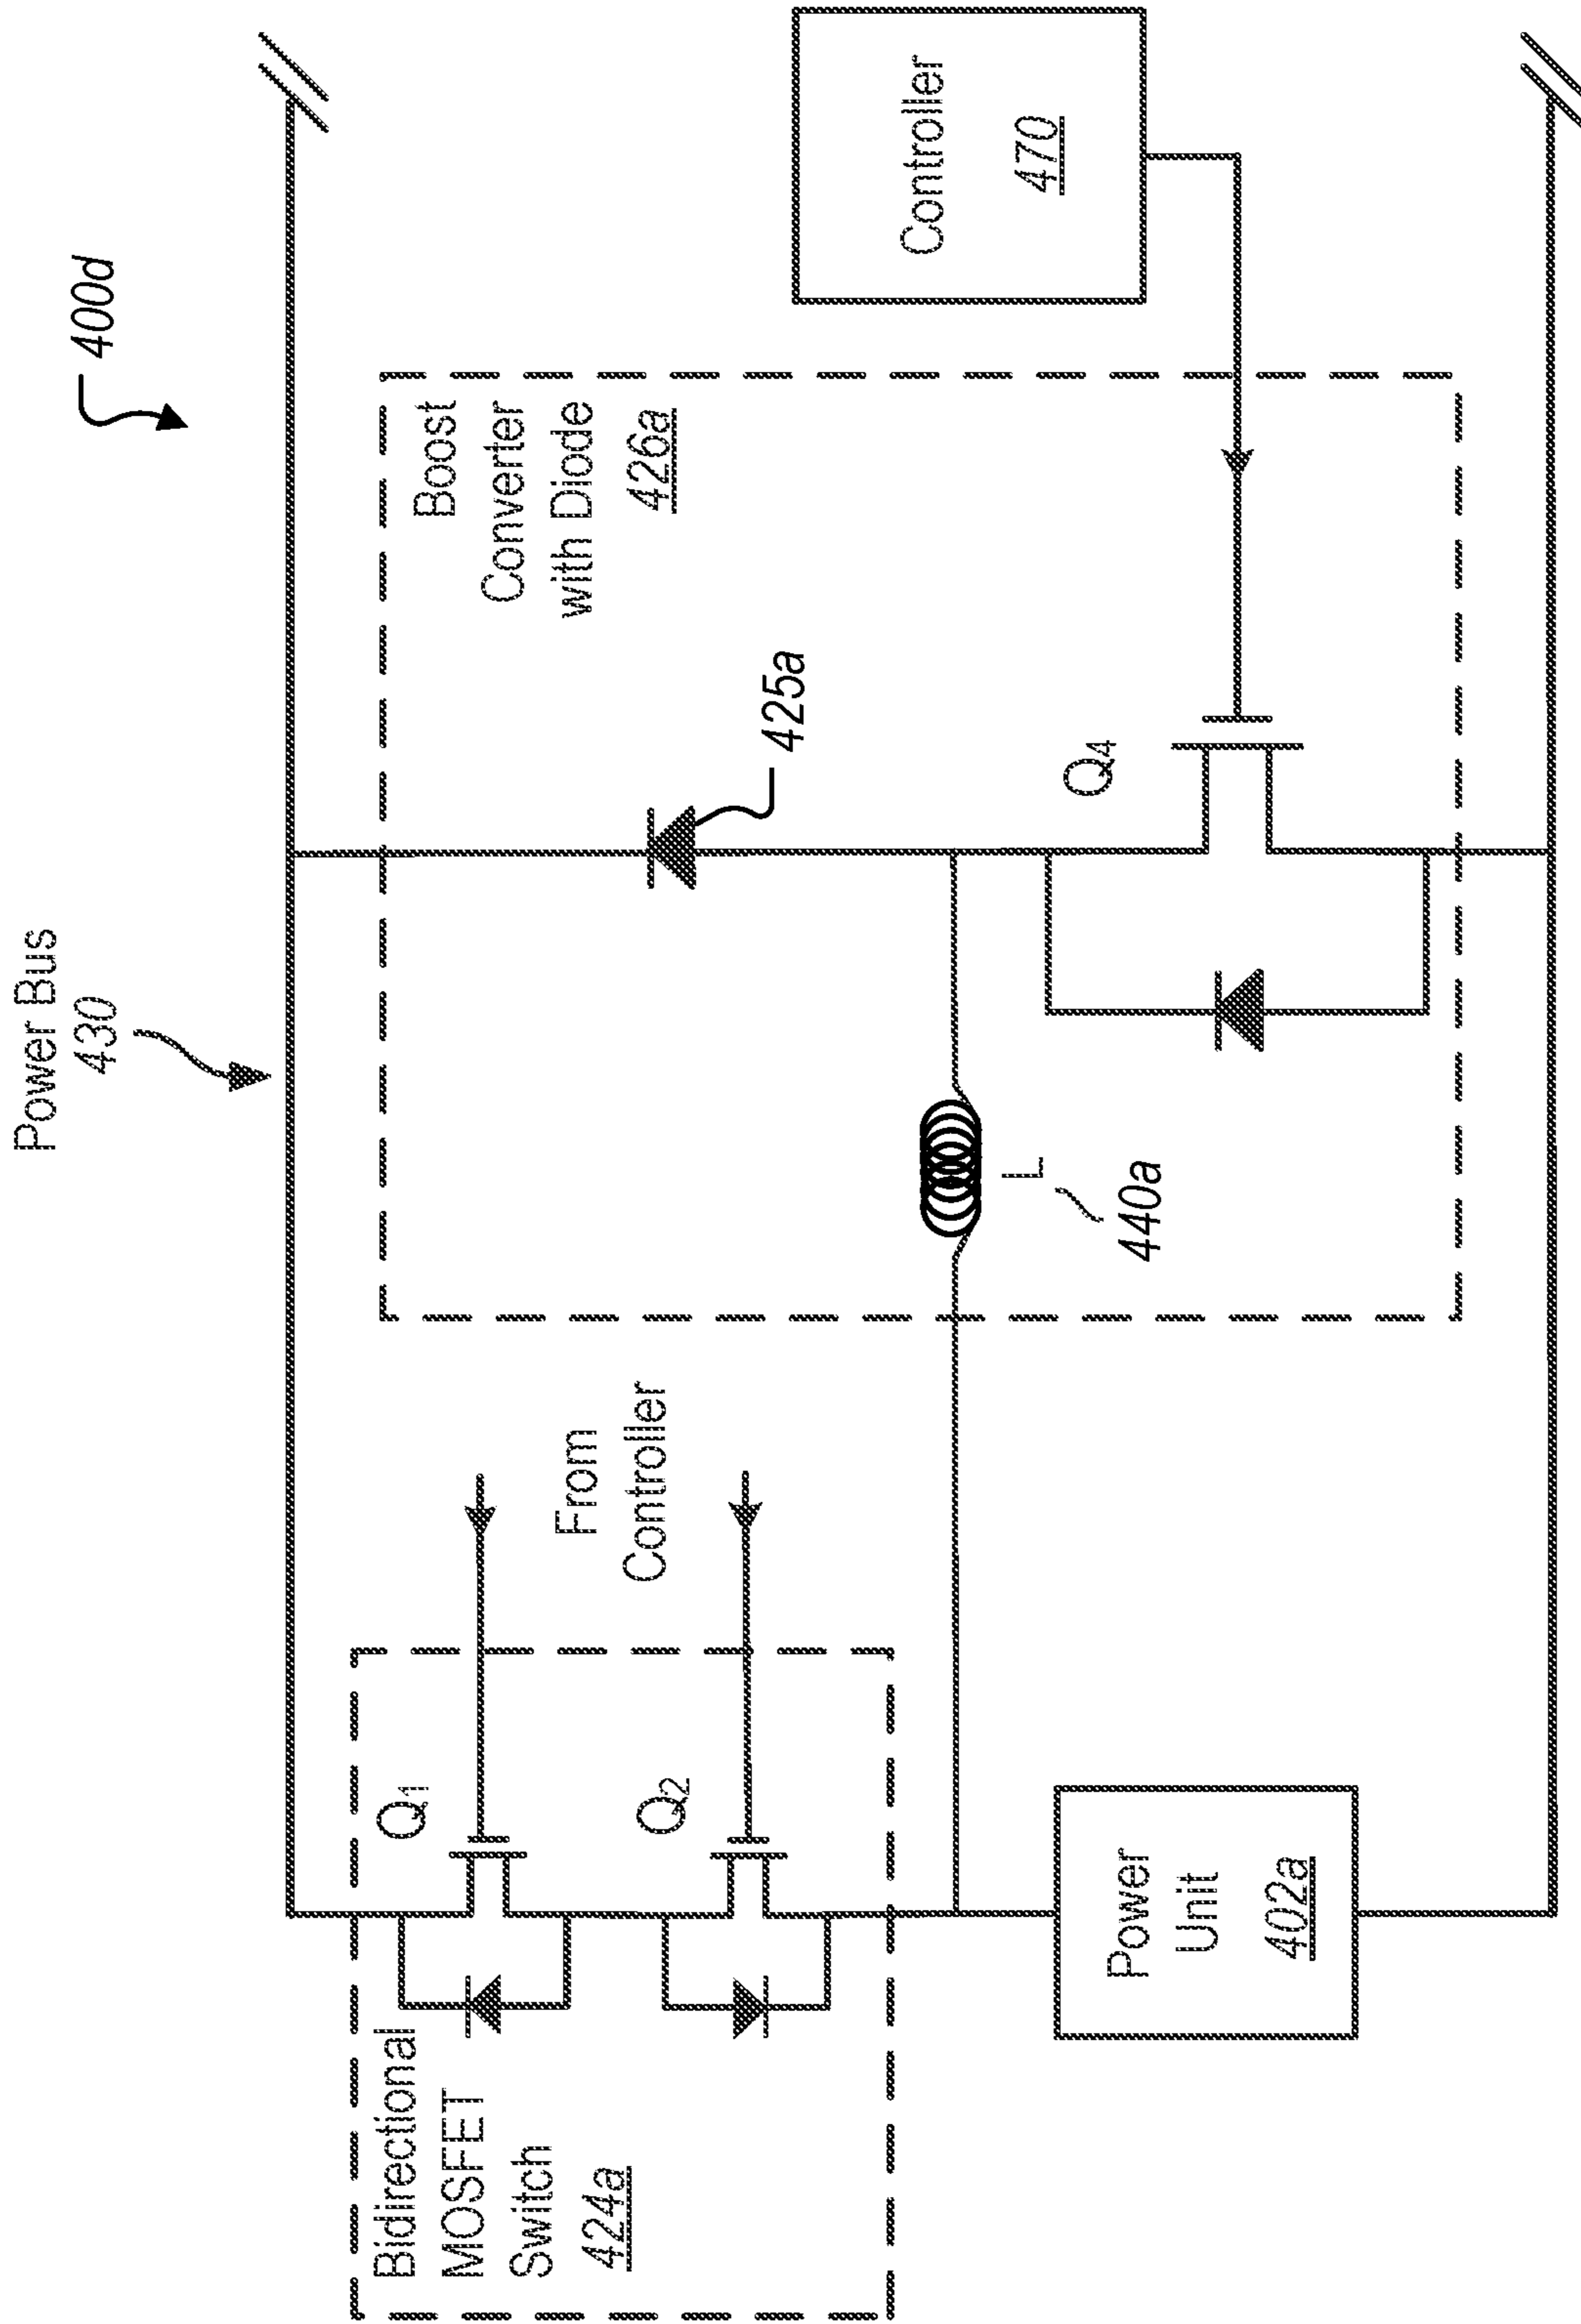 400d
Power Bus
430
Boost
Converter
with Diode
426a
425a
Controller
470
Q4
L
440a
From
Controller
Q1
Q2
Bidirectional
MOSFET
Switch
424a
Power
Unit
402a